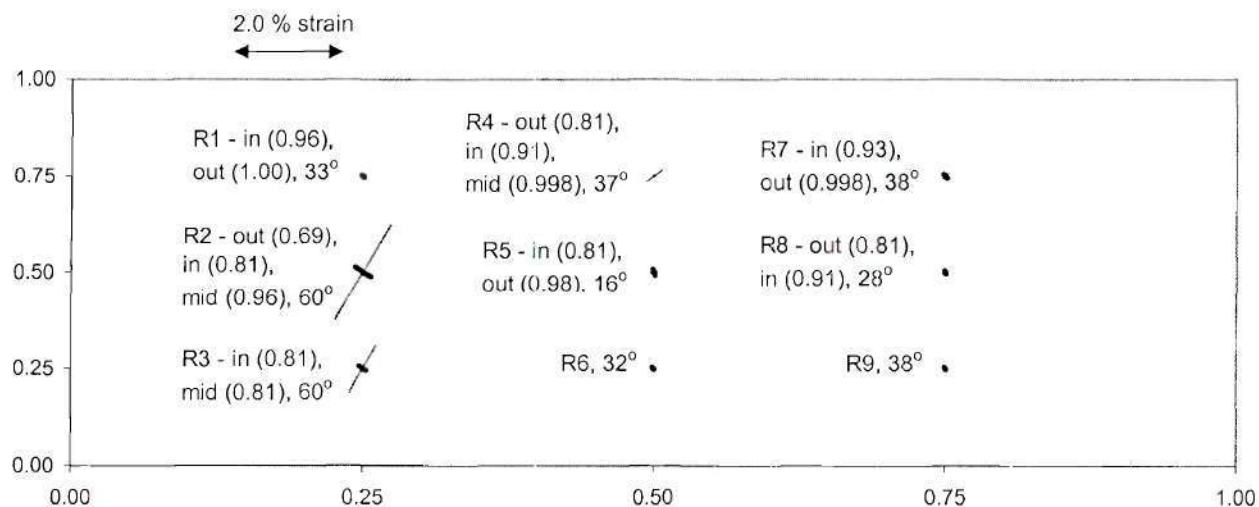 2.0 % strain
1.00
R1 - in (0.96),
out (1.00), 33°
R4 - out (0.81),
in (0.91),
mid (0.998), 37°
R7 - in (0.93),
out (0.998), 38°
0.75
R2 - out (0.69),
in (0.81),
mid (0.96), 60°
R5 - in (0.81),
out (0.98), 16°
R8 - out (0.81),
in (0.91), 28°
0.50
R3 - in (0.81),
mid (0.81), 60°
R6, 32°
R9, 38°
0.25
0.00
0.00 0.25 0.50 0.75 1.00